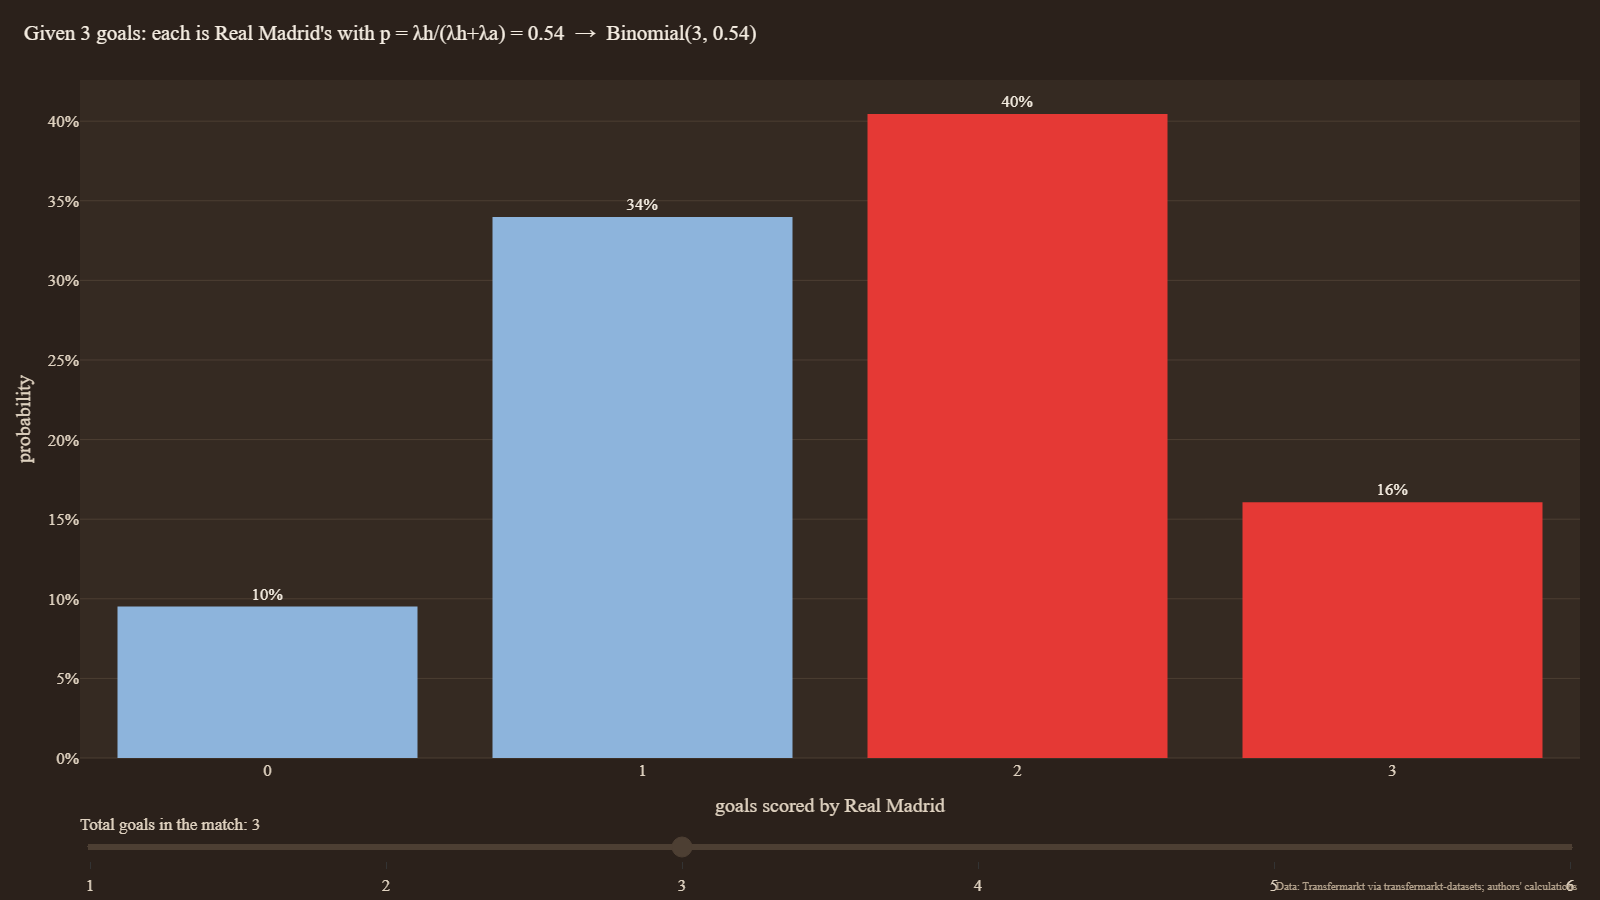 Given 3 goals: each is Real Madrid's with p = λh/(λh+λa) = 0.54 → Binomial(3, 0.54)
40%
40%
35%
34%
30%
25%
20%
15%
16%
10%
10%
5%
0%
probability
0 1 2 3
goals scored by Real Madrid
Total goals in the match: 3
1 2 3 4 5 6
Data: Transfermarkt via transfermarkt-datasets; authors' calculations